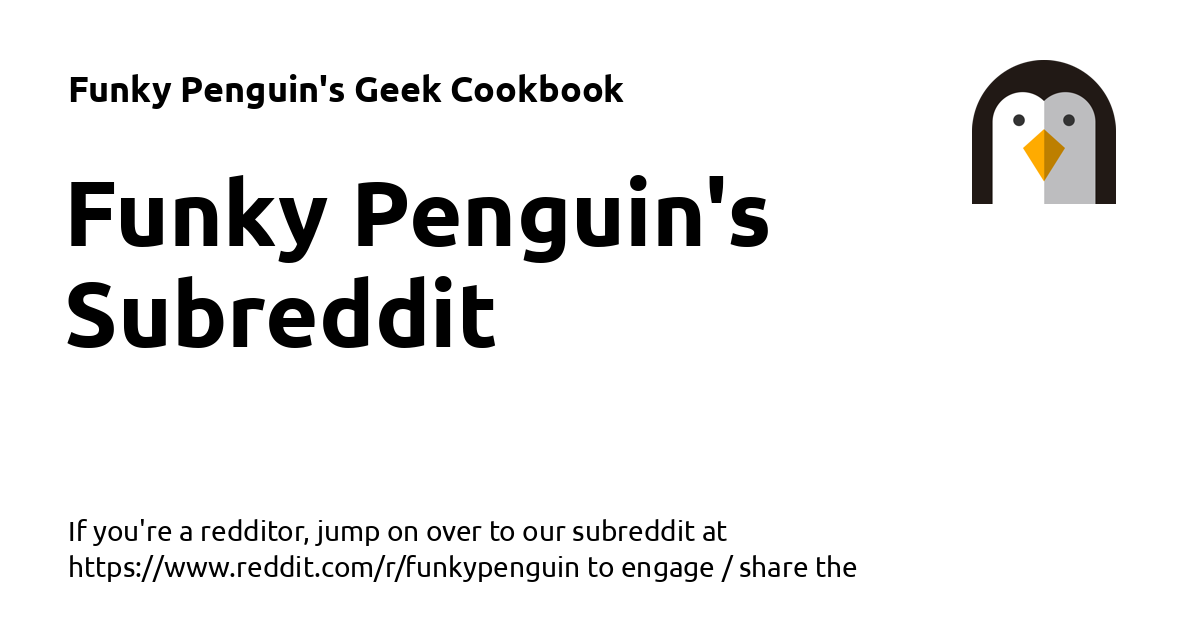 Funky Penguin's Geek Cookbook
Funky Penguin's
Subreddit
If you're a redditor, jump on over to our subreddit at
https://www.reddit.com/r/funkypenguin to engage / share the